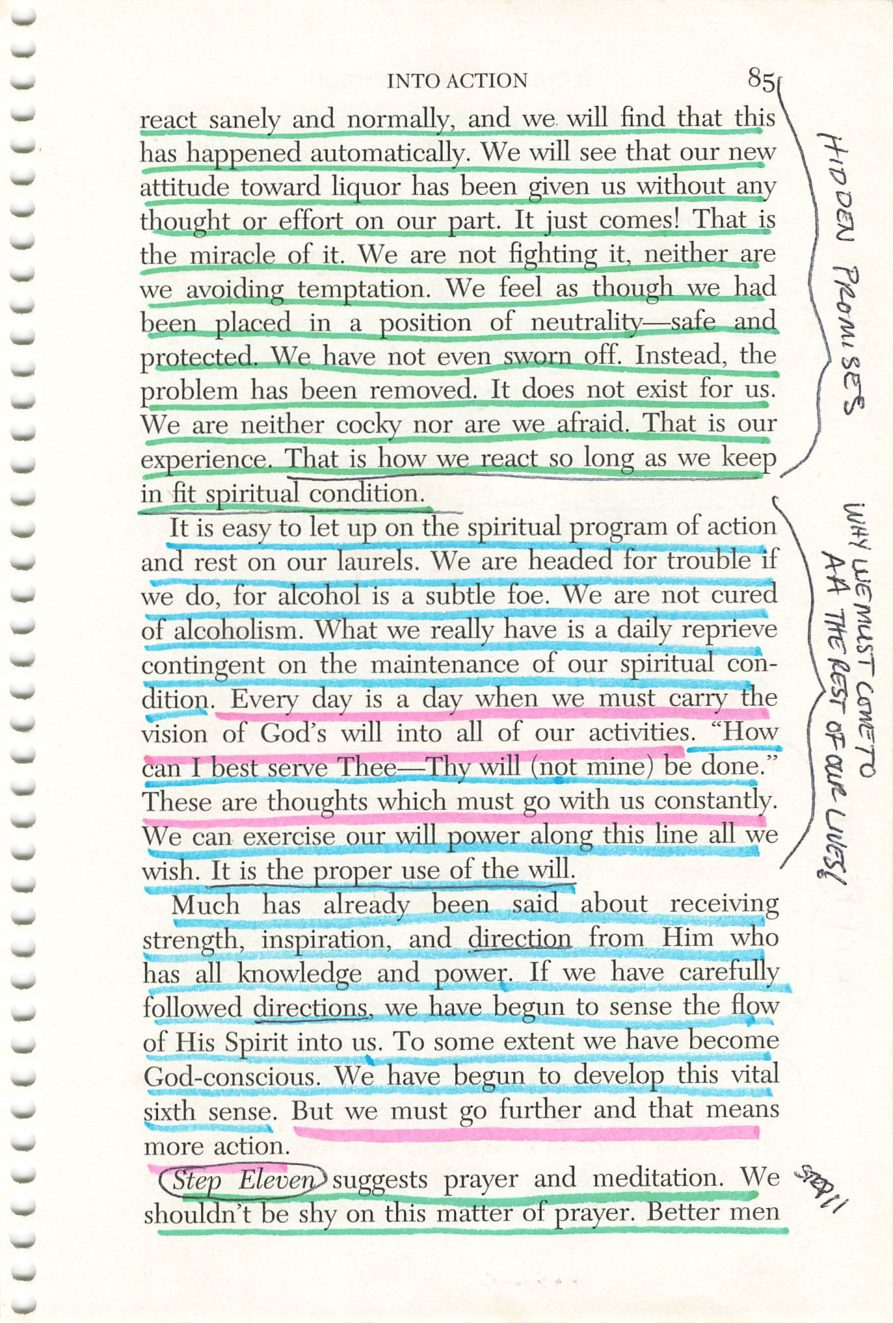 INTO ACTION 85
react sanely and normally, and we will find that this
has happened automatically. We will see that our new
attitude toward liquor has been given us without any
thought or effort on our part. It just comes! That is
the miracle of it. We are not fighting it, neither are
we avoiding temptation. We feel as though we had
been placed in a position of neutrality—safe and
protected. We have not even sworn off. Instead, the
problem has been removed. It does not exist for us.
We are neither cocky nor are we afraid. That is our
experience. That is how we react so long as we keep
in fit spiritual condition.
HIDDEN PROMISES
It is easy to let up on the spiritual program of action
and rest on our laurels. We are headed for trouble if
we do, for alcohol is a subtle foe. We are not cured
of alcoholism. What we really have is a daily reprieve
contingent on the maintenance of our spiritual con-
dition. Every day is a day when we must carry the
vision of God's will into all of our activities. “How
can I best serve Thee—Thy will (not mine) be done.”
These are thoughts which must go with us constantly.
We can exercise our will power along this line all we
wish. It is the proper use of the will.
WHY WE MUST COME TO
AA THE REST OF OUR LIVES!
Much has already been said about receiving
strength, inspiration, and direction from Him who
has all knowledge and power. If we have carefully
followed directions, we have begun to sense the flow
of His Spirit into us. To some extent we have become
God-conscious. We have begun to develop this vital
sixth sense. But we must go further and that means
more action.
Step Eleven suggests prayer and meditation. We
shouldn't be shy on this matter of prayer. Better men
STEP 11